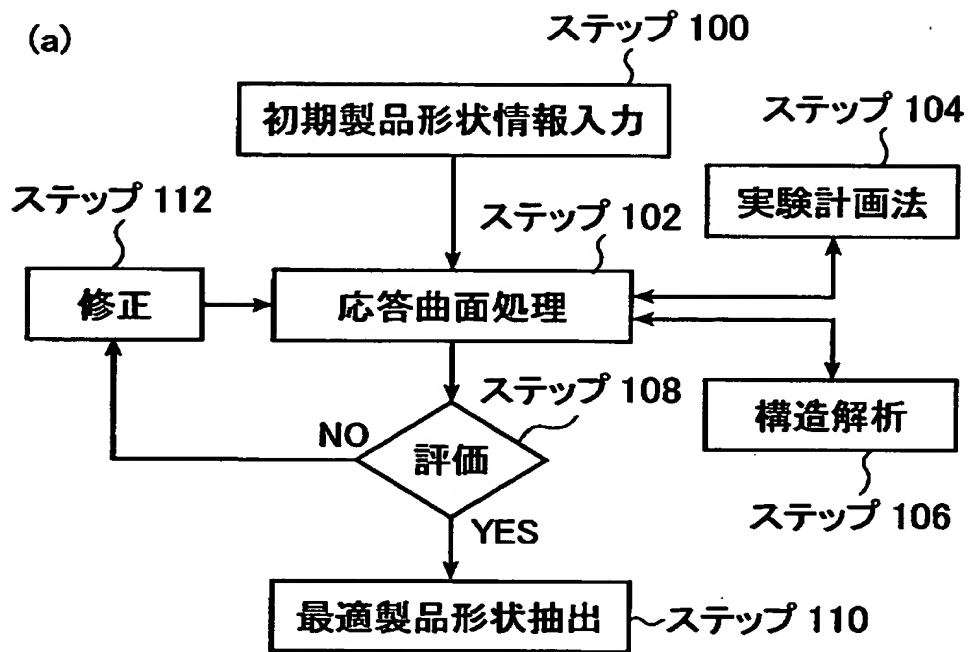 (a)
ステップ 100
初期製品形状情報入力
ステップ 104
実験計画法
ステップ 112
修正
ステップ 102
応答曲面処理
ステップ 108
NO
評価
構造解析
ステップ 106
YES
最適製品形状抽出
ステップ 110